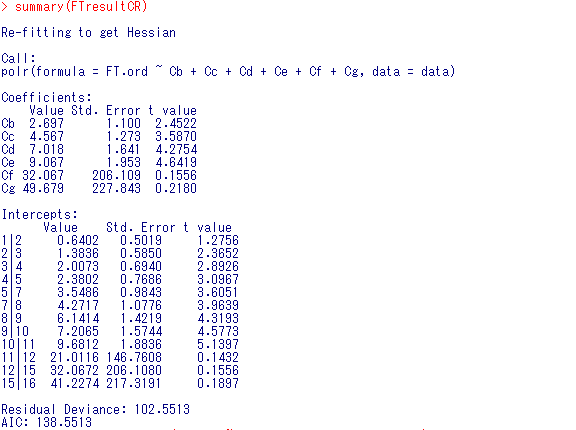 > summary(FTresultCR)
Re-fitting to get Hessian
Call:
polr(formula = FT.ord ~ Cb + Cc + Cd + Ce + Cf + Cg, data = data)
Coefficients:
Value Std. Error t value
Cb 2.697 1.100 2.4522
Cc 4.567 1.273 3.5870
Cd 7.018 1.641 4.2754
Ce 9.067 1.953 4.6419
Cf 32.067 206.109 0.1556
Cg 49.679 227.843 0.2180
Intercepts:
Value Std. Error t value
1|2 0.6402 0.5019 1.2756
2|3 1.3836 0.5850 2.3652
3|4 2.0073 0.6940 2.8926
4|5 2.3802 0.7686 3.0967
5|7 3.5486 0.9843 3.6051
7|8 4.2717 1.0776 3.9639
8|9 6.1414 1.4219 4.3193
9|10 7.2065 1.5744 4.5773
10|11 9.6812 1.8836 5.1397
11|12 21.0116 146.7608 0.1432
12|15 32.0672 206.1080 0.1556
15|16 41.2274 217.3191 0.1897
Residual Deviance: 102.5513
AIC: 138.5513